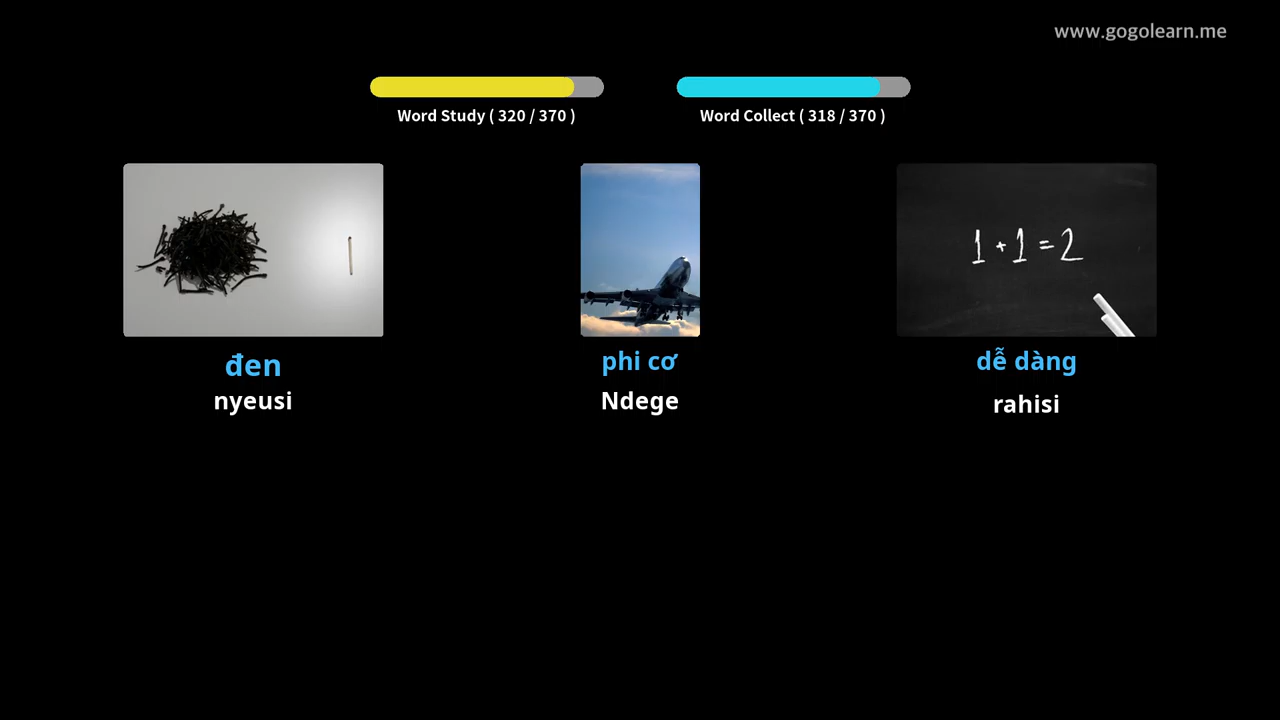 www.gogolearn.me
Word Study ( 320 / 370 )
Word Collect ( 318 / 370 )
1 + 1 = 2
đen
phi cơ
dễ dàng
nyeusi
Ndege
rahisi